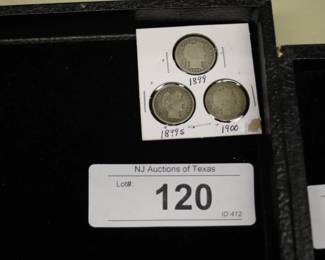 1899
1899S
1900
NJ Auctions of Texas
Lot#:
120
ID:412